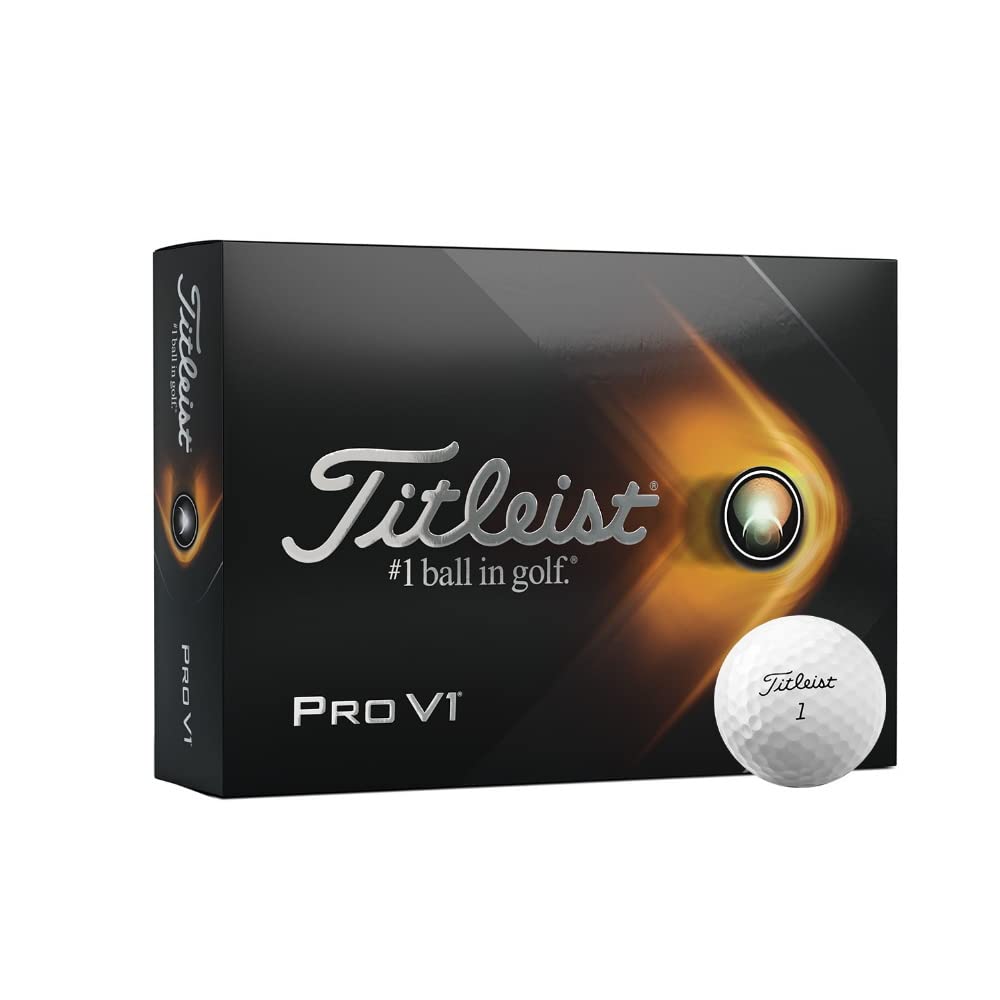 Titleist
#1 ball in golf.
PRO V1
Titleist®
#1 ball in golf.®
PRO V1®
Titleist
1